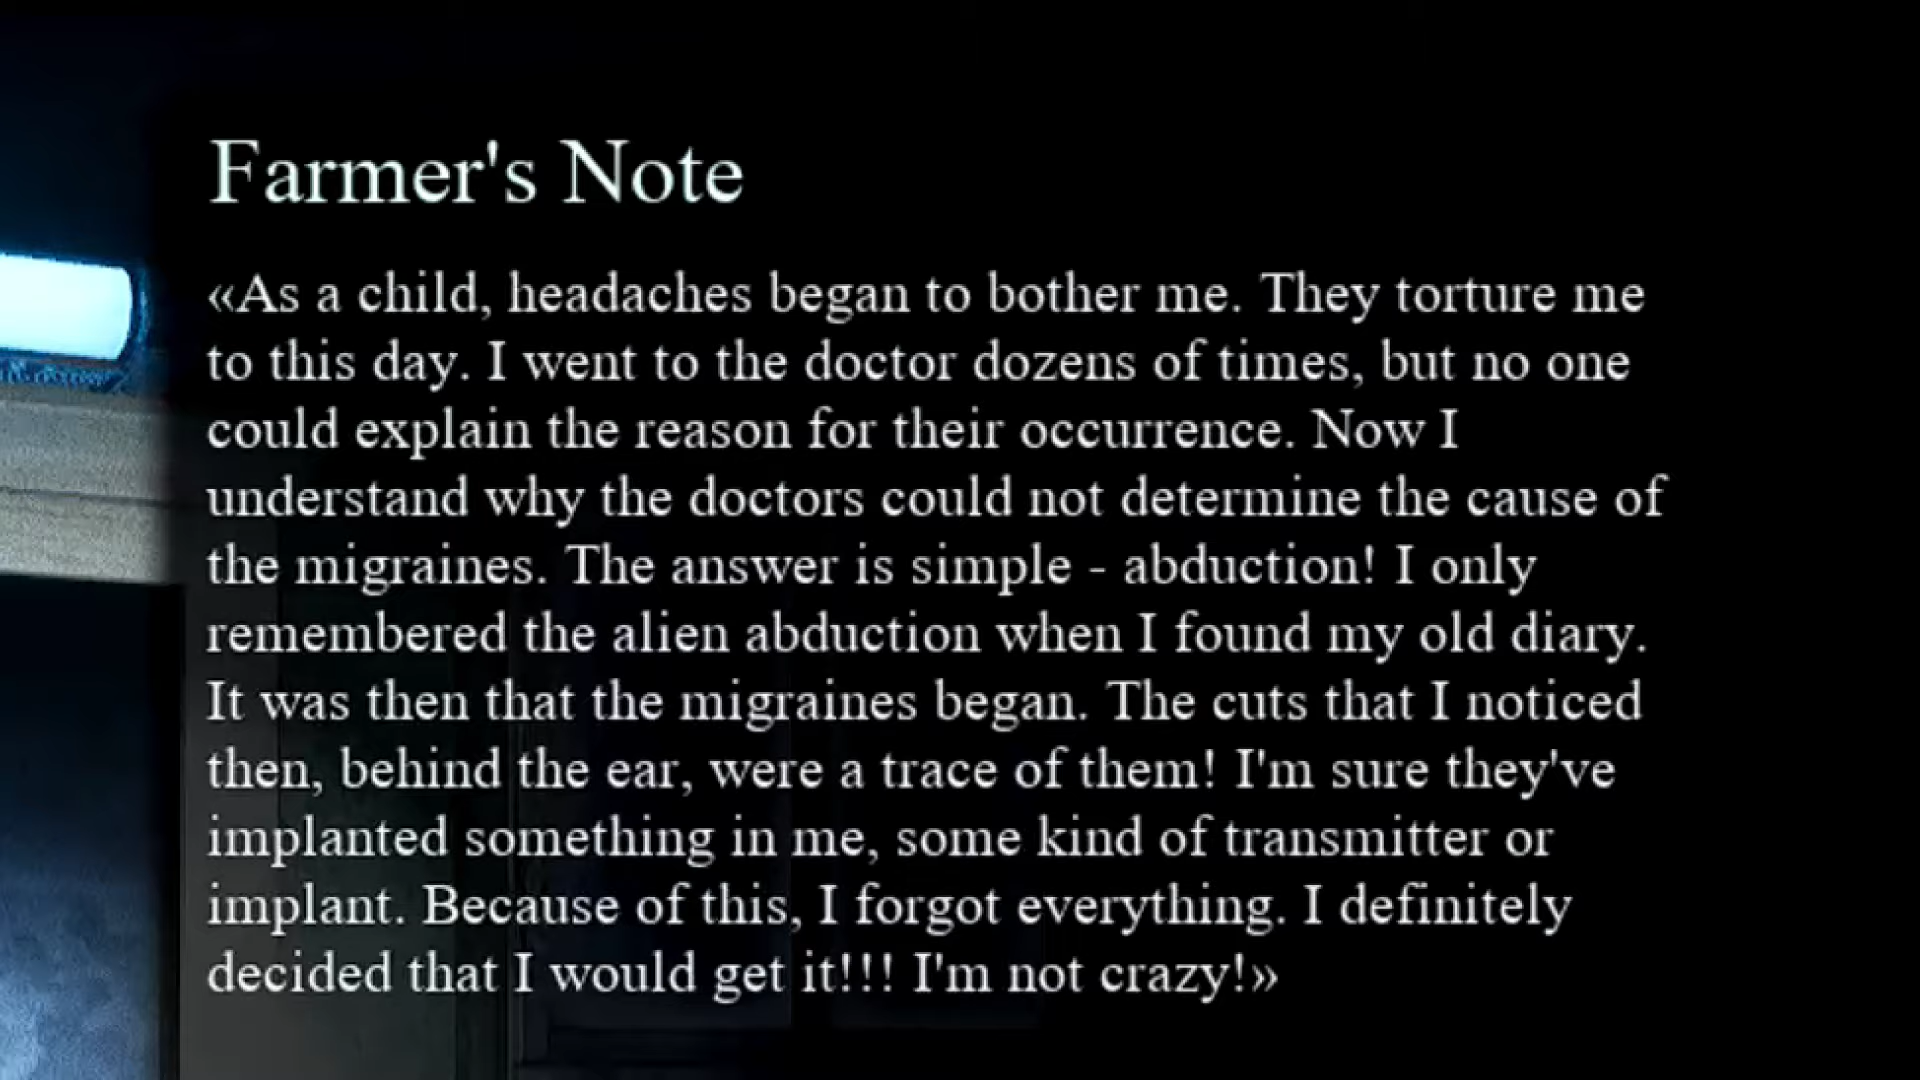 Farmer's Note
«As a child, headaches began to bother me. They torture me
to this day. I went to the doctor dozens of times, but no one
could explain the reason for their occurrence. Now I
understand why the doctors could not determine the cause of
the migraines. The answer is simple - abduction! I only
remembered the alien abduction when I found my old diary.
It was then that the migraines began. The cuts that I noticed
then, behind the ear, were a trace of them! I'm sure they've
implanted something in me, some kind of transmitter or
implant. Because of this, I forgot everything. I definitely
decided that I would get it!!! I'm not crazy!»